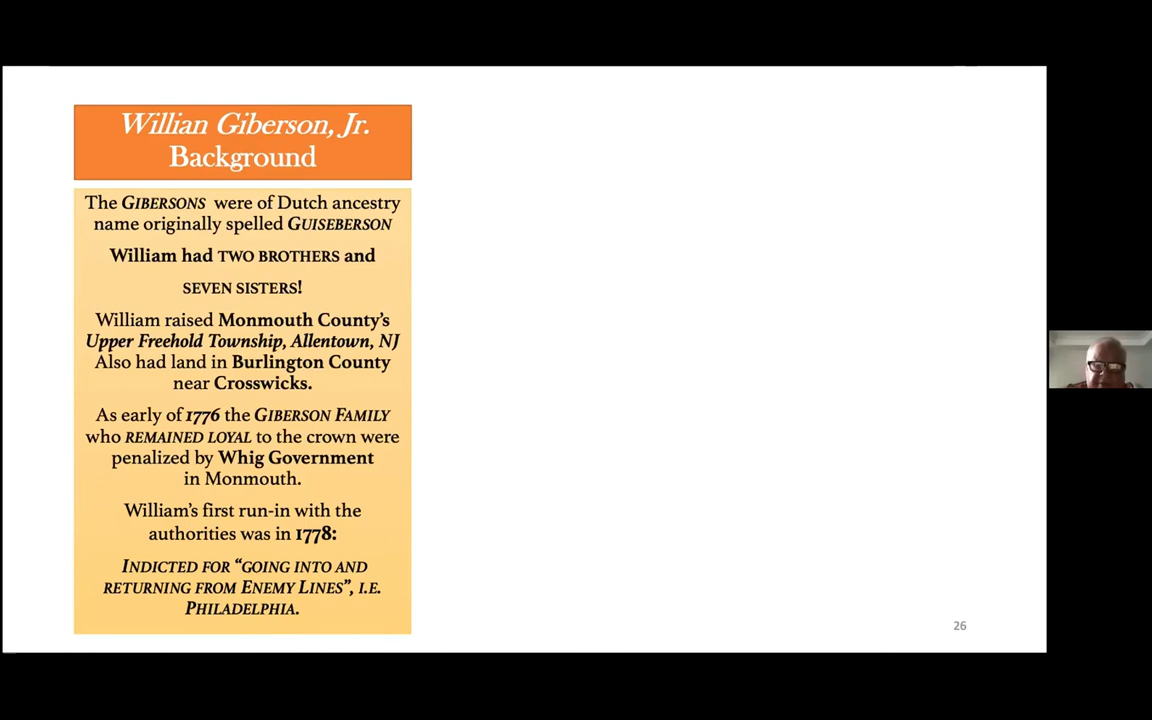 Willian Giberson, Jr.
Background
The GIBERSONS were of Dutch ancestry
name originally spelled GUISEBERSON
William had TWO BROTHERS and
SEVEN SISTERS!
William raised Monmouth County's
Upper Freehold Township, Allentown, NJ
Also had land in Burlington County
near Crosswicks.
As early of 1776 the GIBERSON FAMILY
who REMAINED LOYAL to the crown were
penalized by Whig Government
in Monmouth.
William's first run-in with the
authorities was in 1778:
INDICTED FOR "GOING INTO AND
RETURNING FROM ENEMY LINES", I.E.
PHILADELPHIA.
26